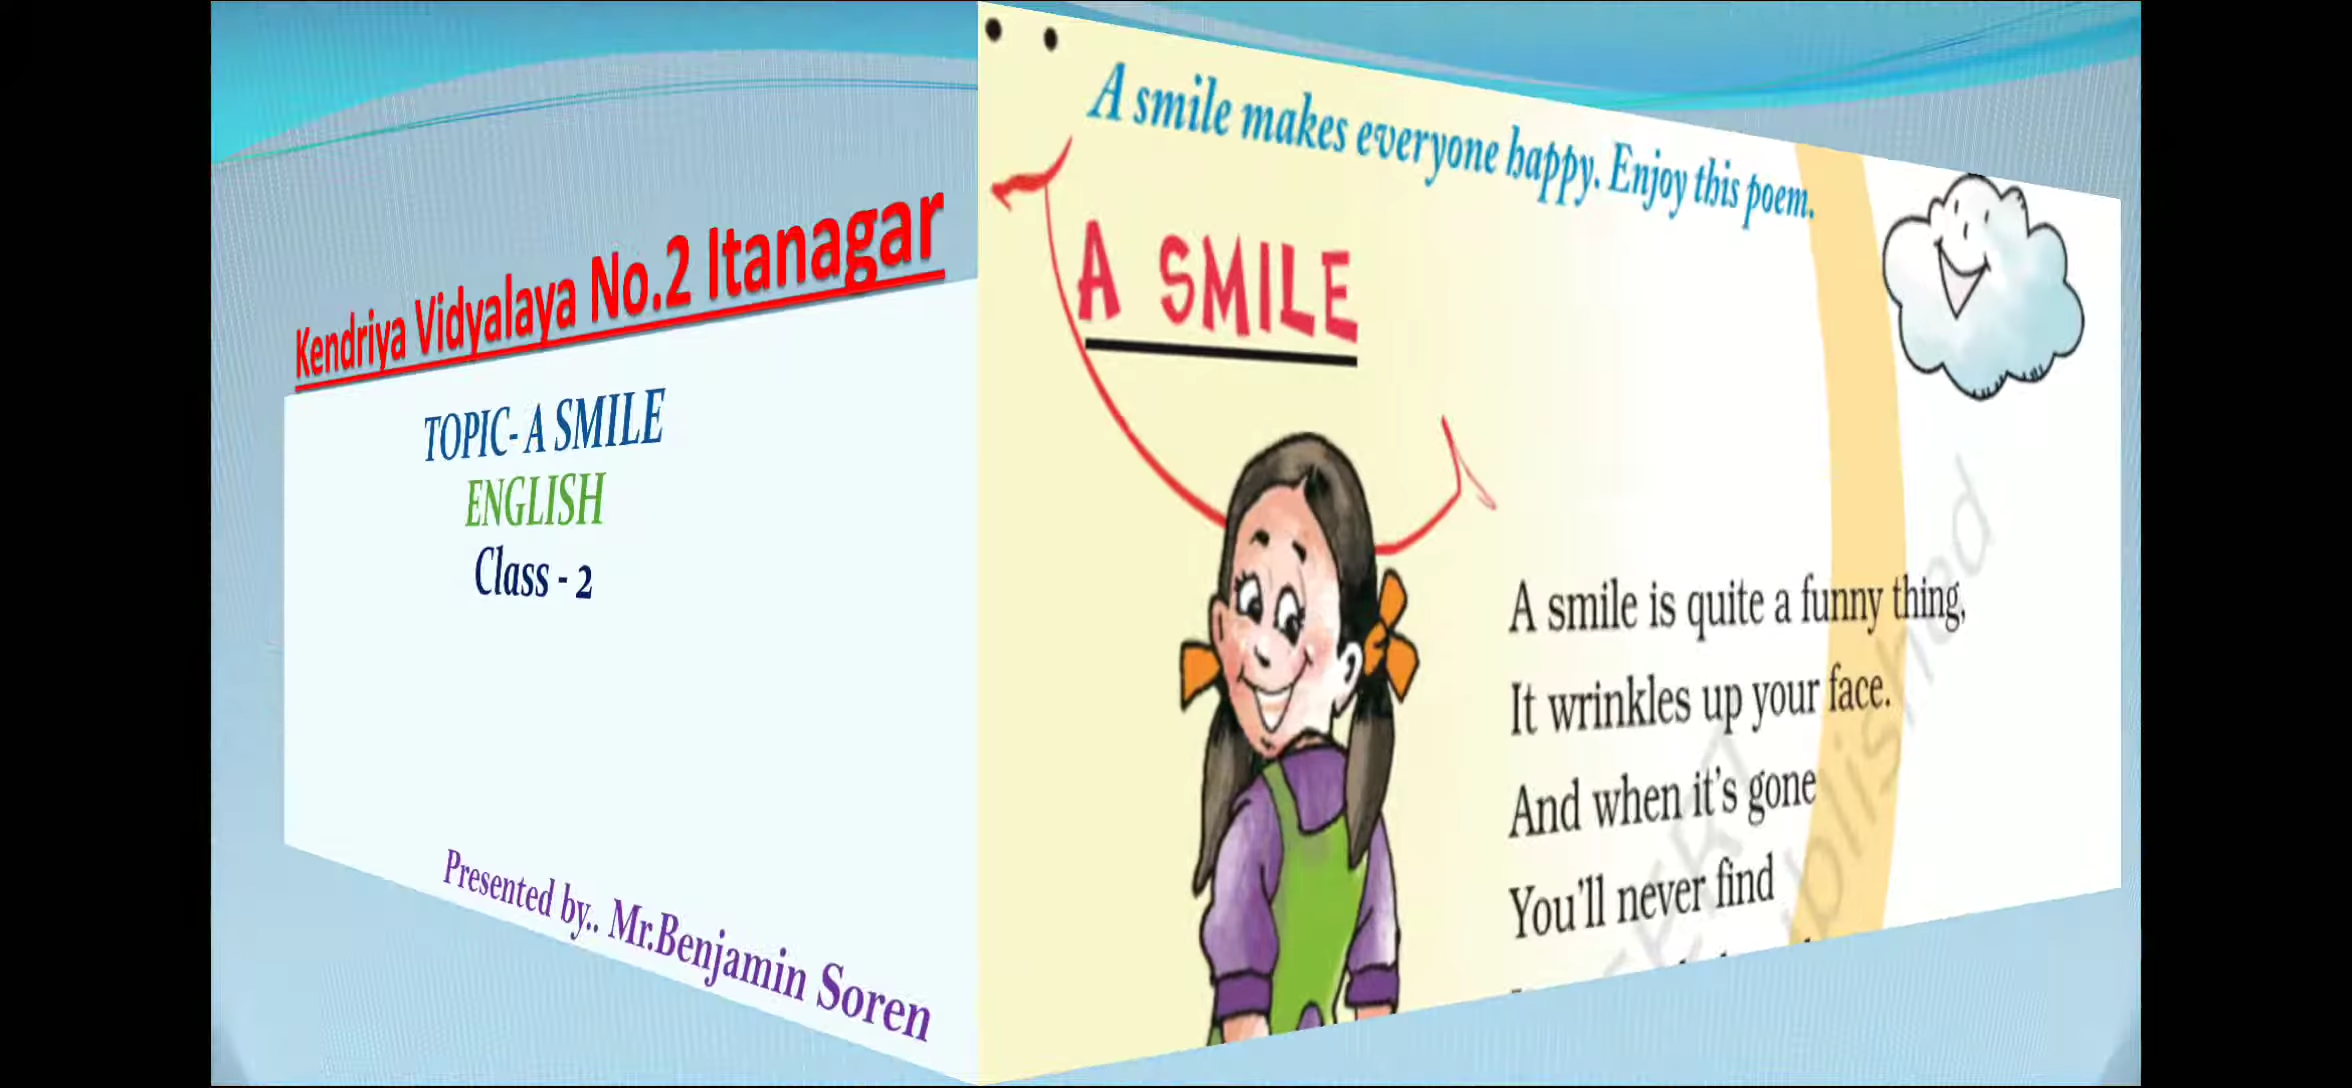 Kendriya Vidyalaya No.2 Itanagar
TOPIC- A SMILE
ENGLISH
Class - 2
Presented by.. Mr.Benjamin Soren
A smile makes everyone happy. Enjoy this poem.
A SMILE
A smile is quite a funny thing,
It wrinkles up your face.
And when it's gone
You'll never find